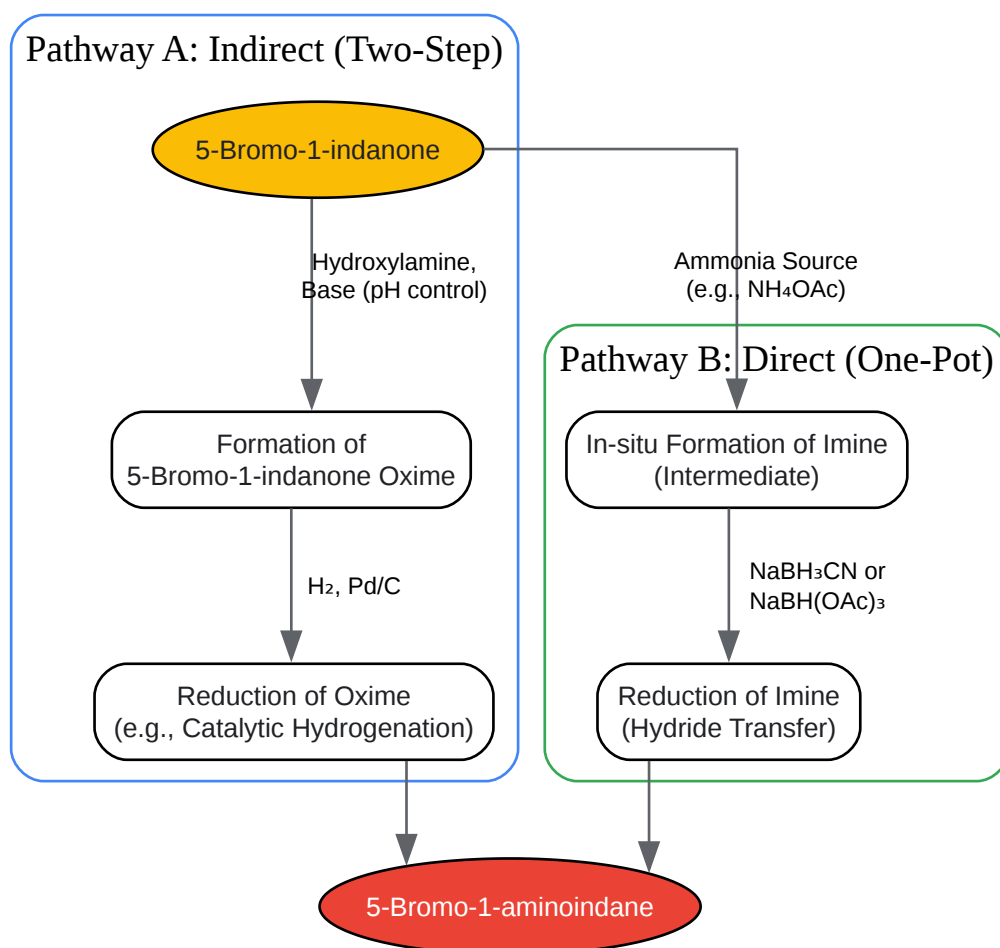 Pathway A: Indirect (Two-Step)
5-Bromo-1-indanone
Hydroxylamine,
Base (pH control)
Ammonia Source
(e.g., NH₄OAc)
Pathway B: Direct (One-Pot)
Formation of
5-Bromo-1-indanone Oxime
In-situ Formation of Imine
(Intermediate)
H₂, Pd/C
NaBH₃CN or
NaBH(OAc)₃
Reduction of Oxime
(e.g., Catalytic Hydrogenation)
Reduction of Imine
(Hydride Transfer)
5-Bromo-1-aminoindane